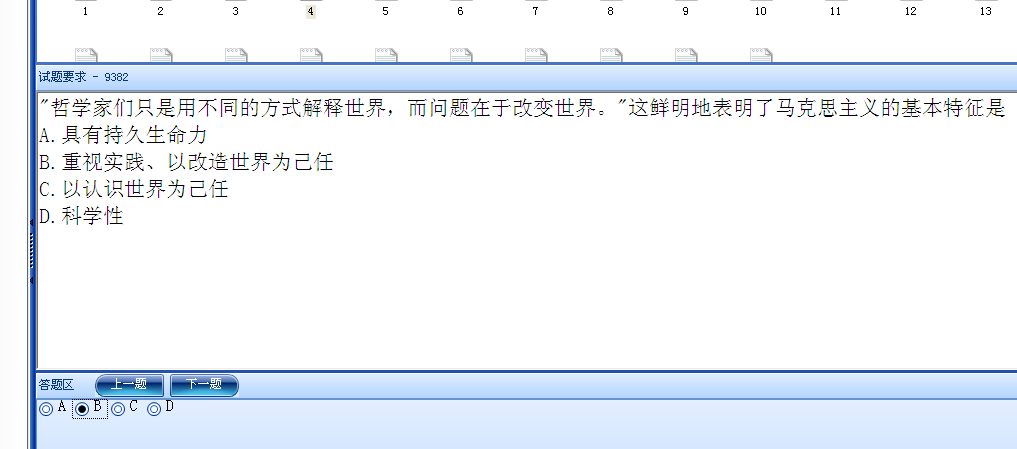 1 2 3 4 5 6 7 8 9 10 11 12 13
试题要求 - 9382
"哲学家们只是用不同的方式解释世界，而问题在于改变世界。"这鲜明地表明了马克思主义的基本特征是
A.具有持久生命力
B.重视实践、以改造世界为己任
C.以认识世界为己任
D.科学性
答题区 上一题 下一题
A B C D